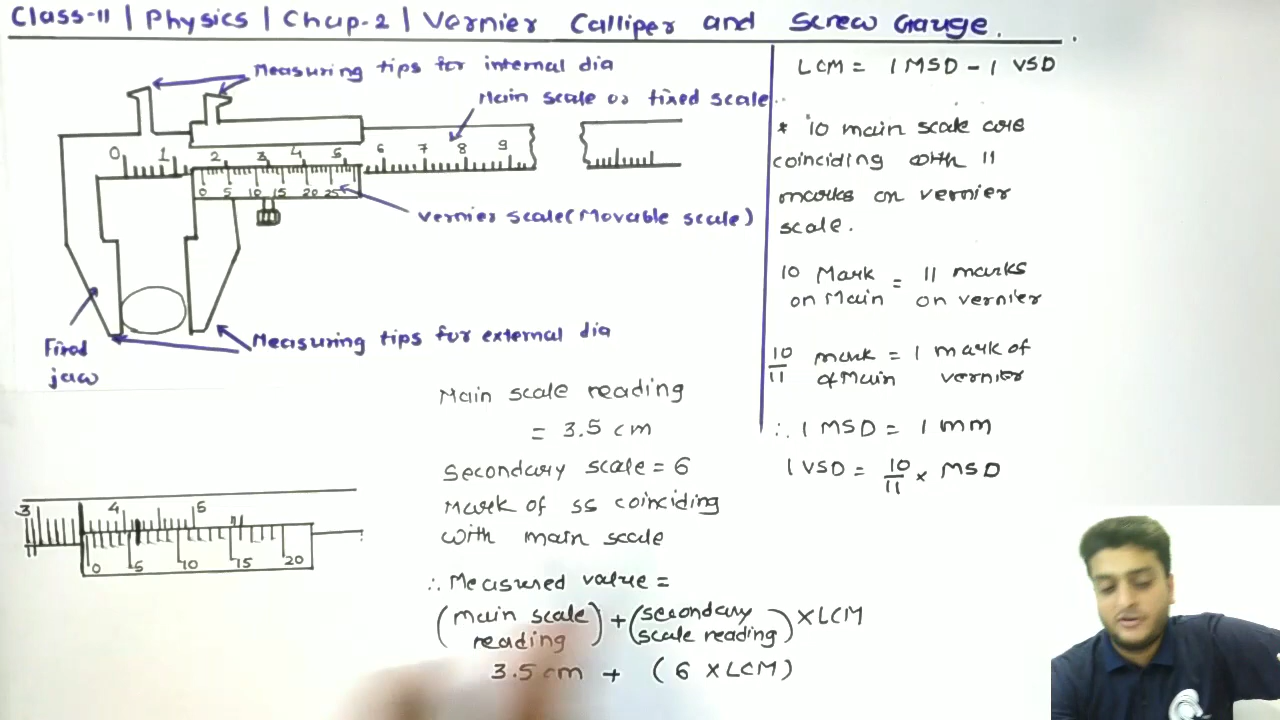 Class-11 | Physics | Chap-2 | Vernier Calliper and Screw Gauge.
Measuring tips for internal dia
Main scale or fixed scale
0 1 2 3 4 5 6 7 8 9
0 5 10 15 20 25
Vernier scale (Movable scale)
Measuring tips for external dia
Fixed
jaw
3 4 5
0 5 10 15 20
Main scale reading
= 3.5 cm
Secondary scale = 6
Mark of SS coinciding
with main scale
∴ Measured value =
(main scale reading) + (secondary scale reading) × LCM
3.5 cm + (6 × LCM)
LCM = 1 MSD - 1 VSD
* 10 main scale are
coinciding with 11
marks on vernier
scale.
10 Mark on Main = 11 marks on vernier
10/11 mark of Main = 1 mark of vernier
∴ 1 MSD = 1 mm
1 VSD = 10/11 × MSD